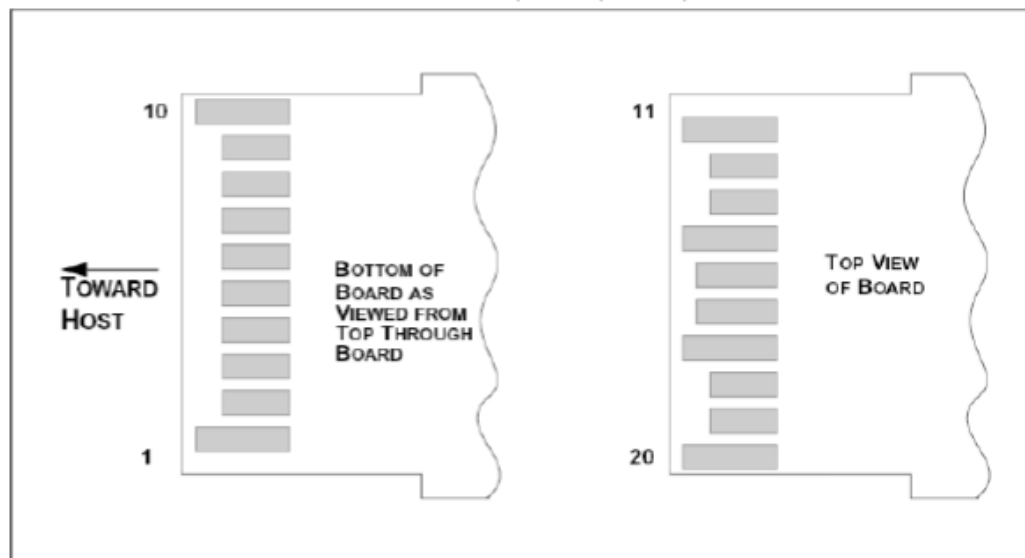 10
1
TOWARD
HOST
BOTTOM OF
BOARD AS
VIEWED FROM
TOP THROUGH
BOARD
11
20
TOP VIEW
OF BOARD